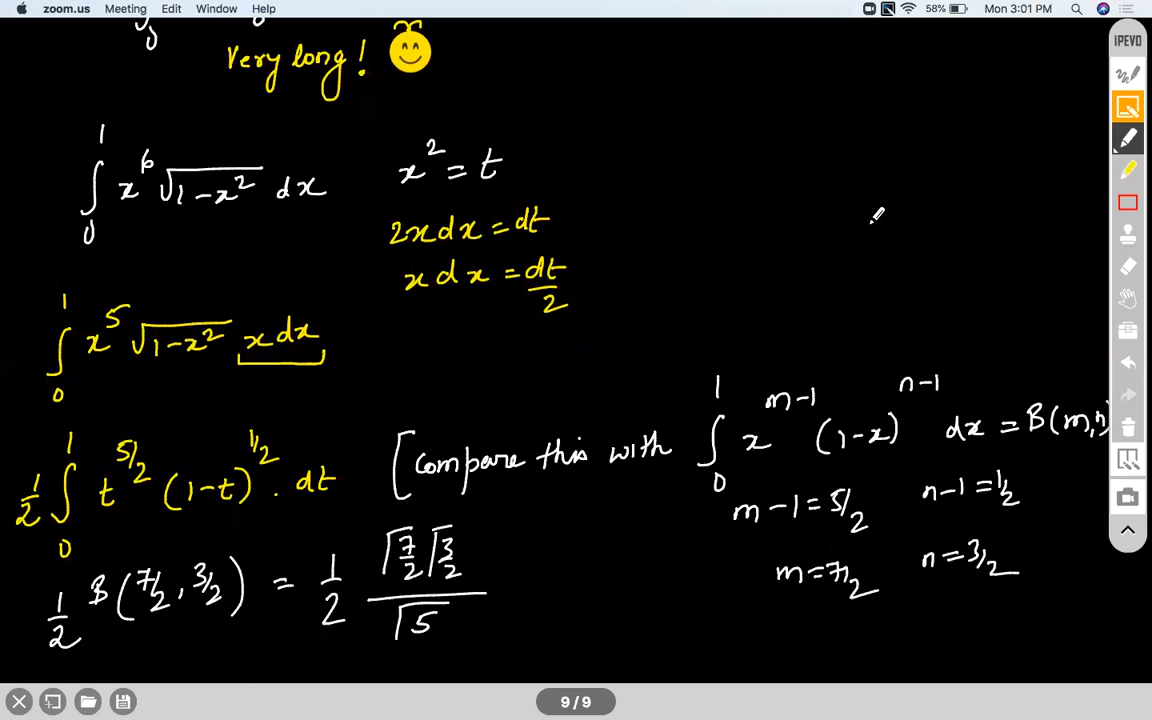 zoom.us Meeting Edit Window Help 58% Mon 3:01 PM
IPEVO
Very long!
∫₀¹ x⁶ √(1-x²) dx
x² = t
2x dx = dt
x dx = dt/2
∫₀¹ x⁵ √(1-x²) x dx
1/2 ∫₀¹ t^(5/2) (1-t)^(1/2) . dt
[Compare this with ∫₀¹ x^(m-1) (1-x)^(n-1) dx = B(m,n)
m-1 = 5/2 n-1 = 1/2
m = 7/2 n = 3/2
1/2 B(7/2, 3/2) = 1/2 Γ(7/2) Γ(3/2) / Γ5
9 / 9